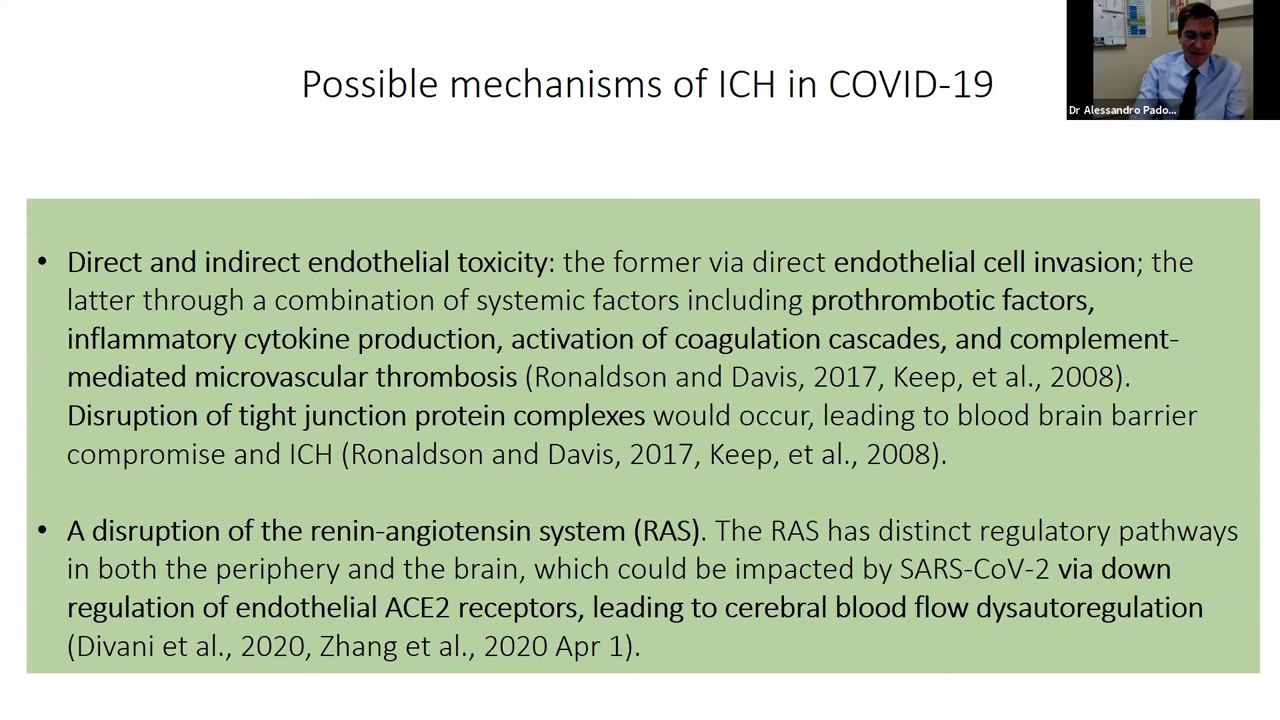 Possible mechanisms of ICH in COVID-19
Dr Alessandro Pado...
• Direct and indirect endothelial toxicity: the former via direct endothelial cell invasion; the
latter through a combination of systemic factors including prothrombotic factors,
inflammatory cytokine production, activation of coagulation cascades, and complement-
mediated microvascular thrombosis (Ronaldson and Davis, 2017, Keep, et al., 2008).
Disruption of tight junction protein complexes would occur, leading to blood brain barrier
compromise and ICH (Ronaldson and Davis, 2017, Keep, et al., 2008).
• A disruption of the renin-angiotensin system (RAS). The RAS has distinct regulatory pathways
in both the periphery and the brain, which could be impacted by SARS-CoV-2 via down
regulation of endothelial ACE2 receptors, leading to cerebral blood flow dysautoregulation
(Divani et al., 2020, Zhang et al., 2020 Apr 1).